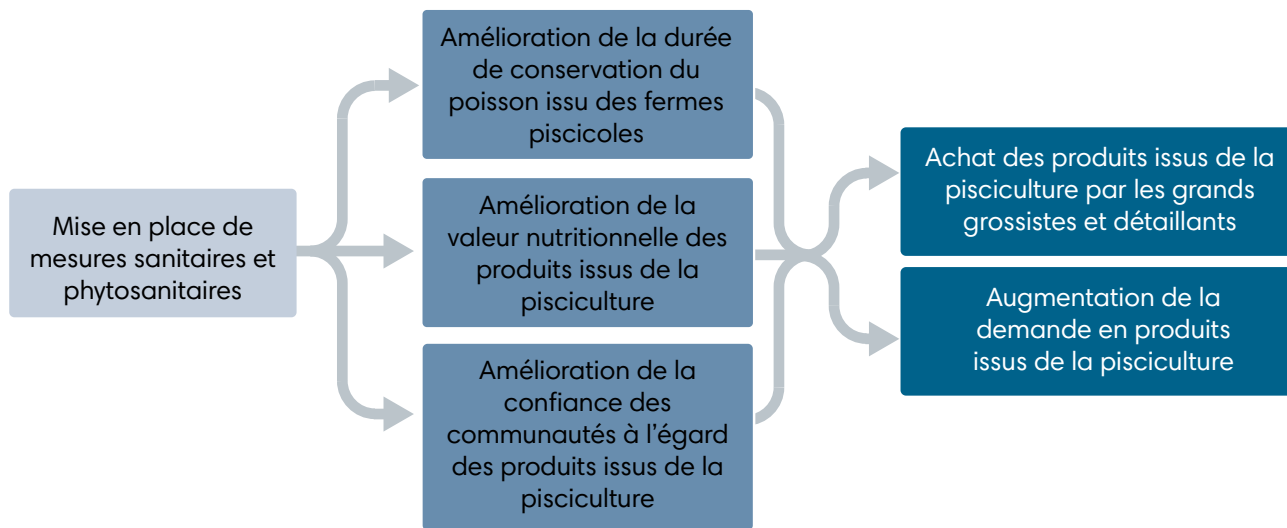 Mise en place de
mesures sanitaires et
phytosanitaires
Amélioration de la durée
de conservation du
poisson issu des fermes
piscicoles
Amélioration de la
valeur nutritionnelle des
produits issus de la
pisciculture
Amélioration de la
confiance des
communautés à l’égard
des produits issus de la
pisciculture
Achat des produits issus de la
pisciculture par les grands
grossistes et détaillants
Augmentation de la
demande en produits
issus de la pisciculture